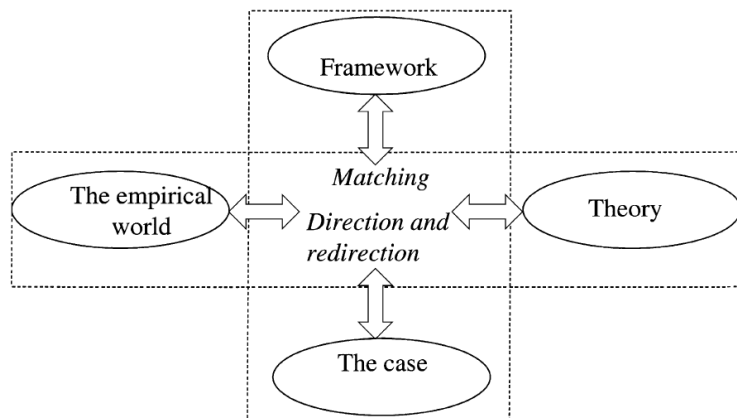 Framework
Matching
The empirical
world
Direction and
redirection
Theory
The case